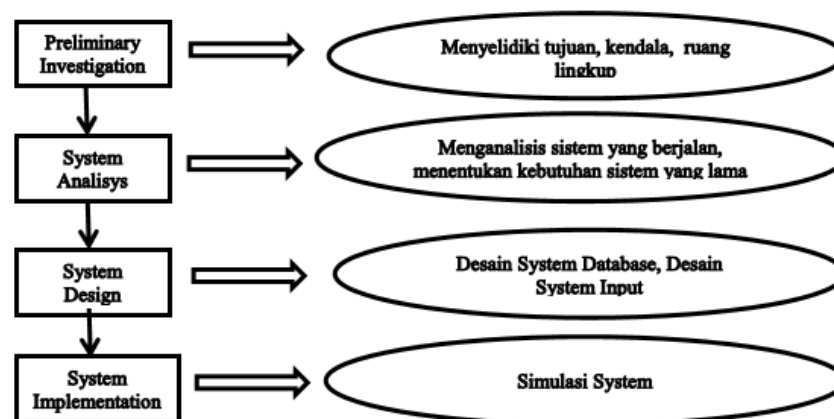 Preliminary
Investigation
Menyelidiki tujuan, kendala, ruang
lingkup
System
Analisys
Menganalisis sistem yang berjalan,
menentukan kebutuhan sistem yang lama
System
Design
Desain System Database, Desain
System Input
System
Implementation
Simulasi System